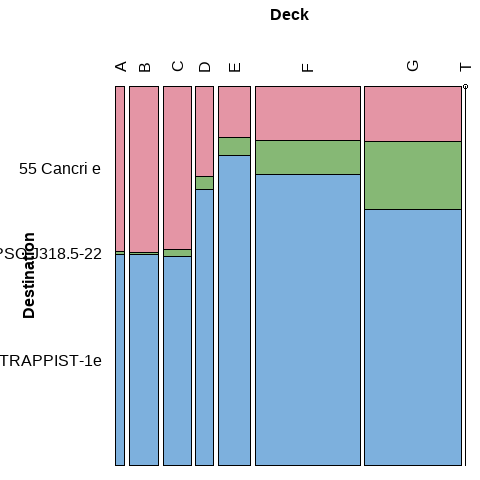 Deck
A B C D E F G T
55 Cancri e
Destination
TRAPPIST-1e